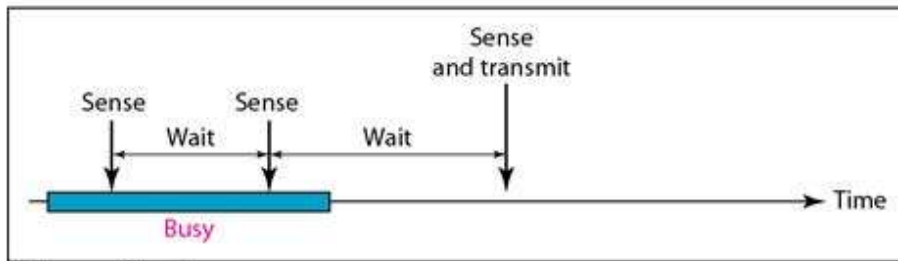 Sense
and transmit
Sense
Sense
Wait
Wait
Time
Busy